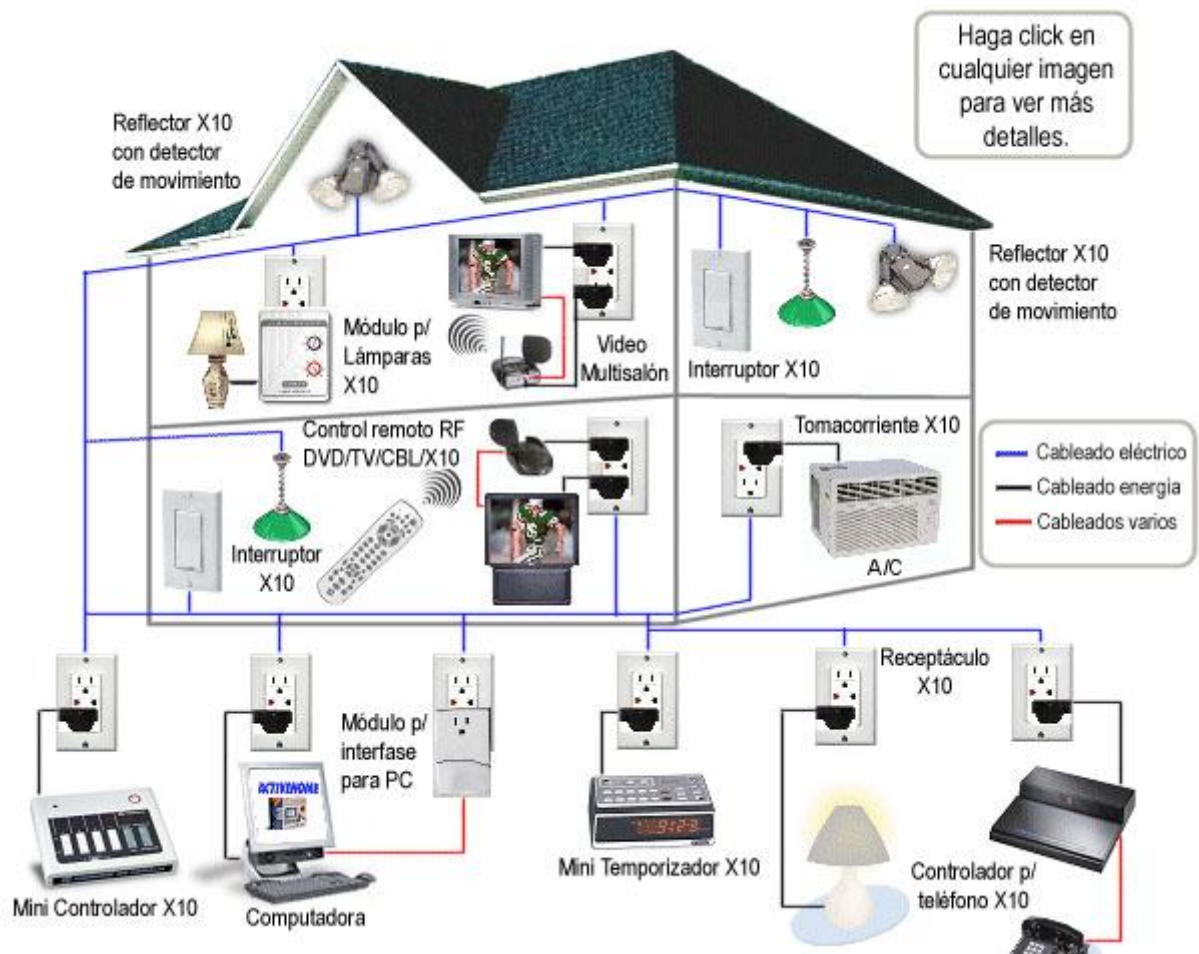 Haga click en
cualquier imagen
para ver más
detalles.
Reflector X10
con detector
de movimiento
Reflector X10
con detector
de movimiento
Módulo p/
Lámparas
X10
Video
Multisalón
Interruptor X10
Control remoto RF
DVD/TV/CBL/X10
Tomacorriente X10
Cableado eléctrico
Cableado energia
Cableados varios
Interruptor
X10
A/C
Receptáculo
X10
Módulo p/
interfase
para PC
ACTIVEHOME
Mini Controlador X10
Computadora
Mini Temporizador X10
Controlador p/
teléfono X10